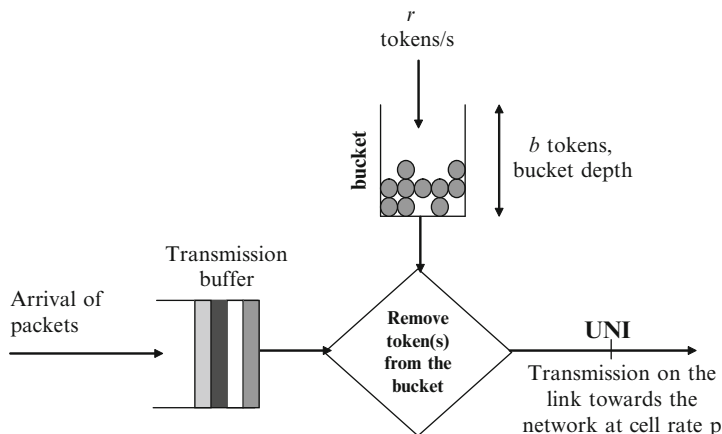 r
tokens/s
bucket
b tokens,
bucket depth
Transmission
buffer
Arrival of
packets
Remove
token(s)
from the
bucket
UNI
Transmission on the
link towards the
network at cell rate p